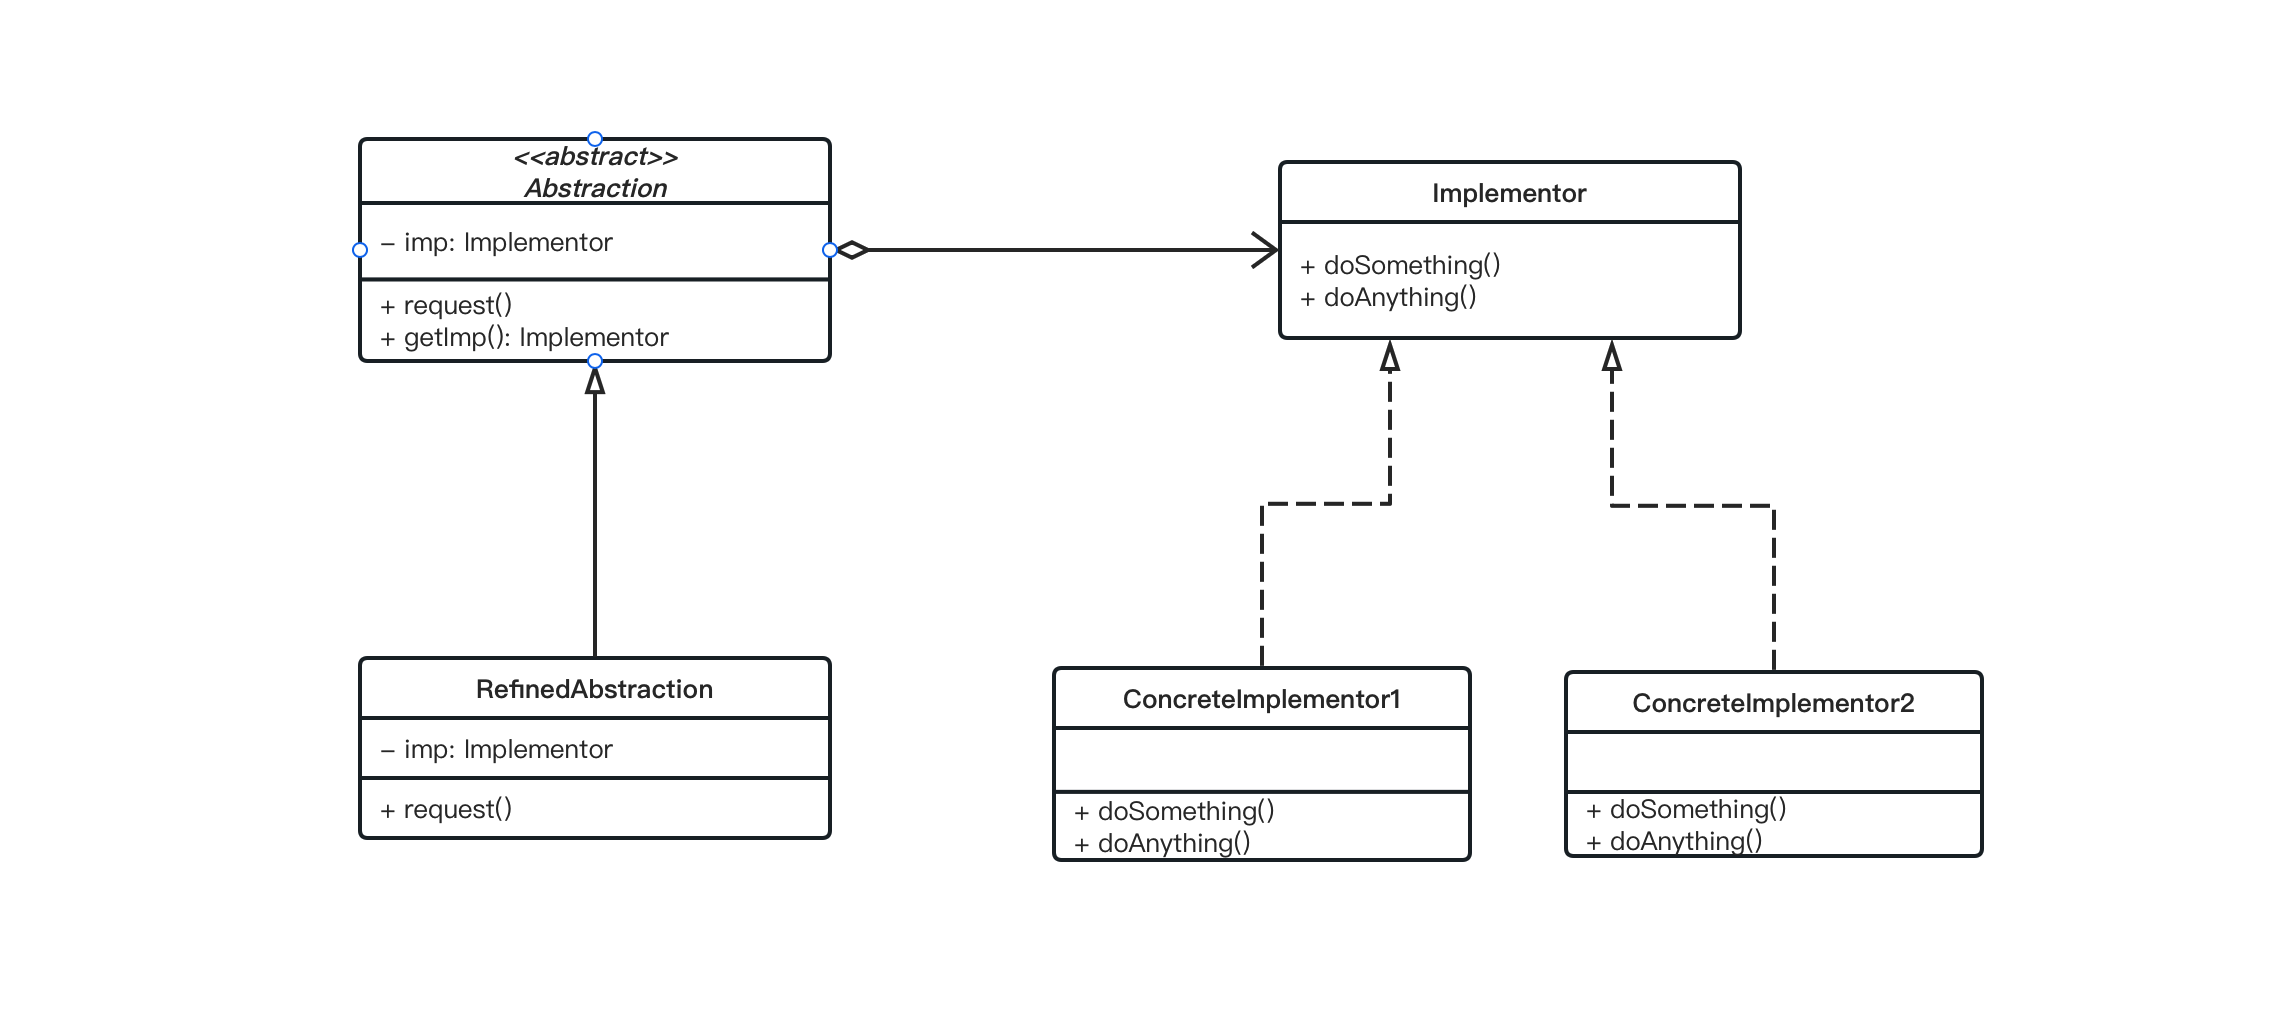 <<abstract>>
Abstraction
– imp: Implementor
+ request()
+ getImp(): Implementor
Implementor
+ doSomething()
+ doAnything()
RefinedAbstraction
– imp: Implementor
+ request()
ConcreteImplementor1
+ doSomething()
+ doAnything()
ConcreteImplementor2
+ doSomething()
+ doAnything()